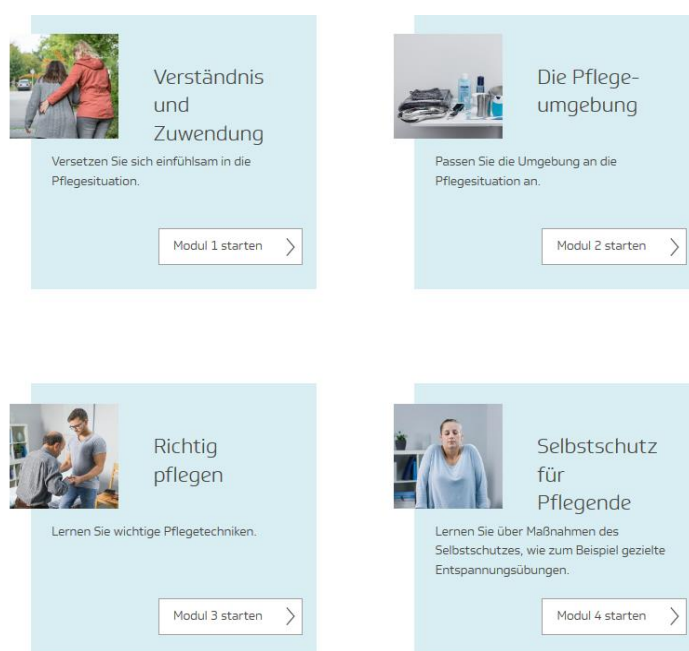 Verständnis
und
Zuwendung
Versetzen Sie sich einfühlsam in die
Pflegesituation.
Modul 1 starten
Die Pflege-
umgebung
Passen Sie die Umgebung an die
Pflegesituation an.
Modul 2 starten
Richtig
pflegen
Lernen Sie wichtige Pflegetechniken.
Modul 3 starten
Selbstschutz
für
Pflegende
Lernen Sie über Maßnahmen des
Selbstschutzes, wie zum Beispiel gezielte
Entspannungsübungen.
Modul 4 starten